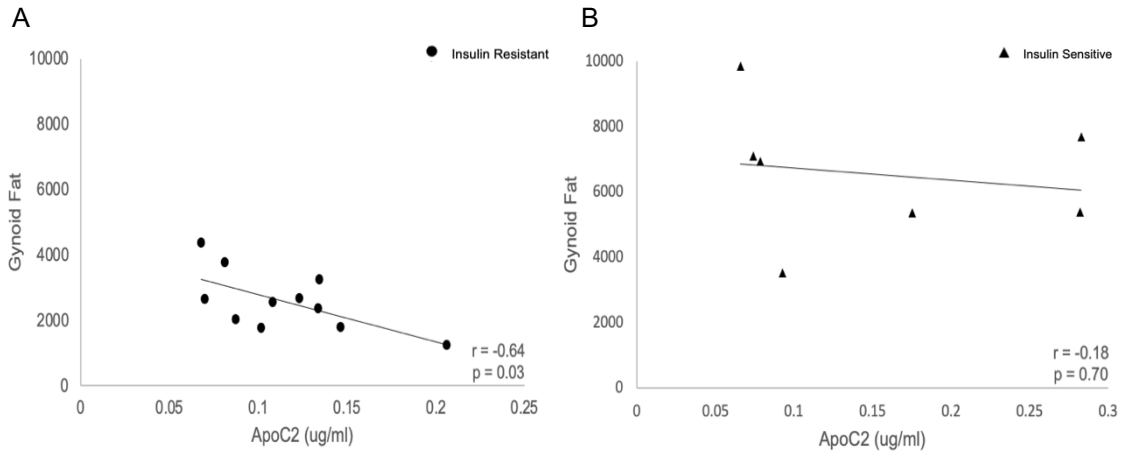 A
Insulin Resistant
10000
8000
6000
4000
2000
0
Gynoid Fat
r = -0.64
p = 0.03
0 0.05 0.1 0.15 0.2 0.25
ApoC2 (ug/ml)
B
Insulin Sensitive
10000
8000
6000
4000
2000
0
Gynoid Fat
r = -0.18
p = 0.70
0 0.05 0.1 0.15 0.2 0.25 0.3
ApoC2 (ug/ml)